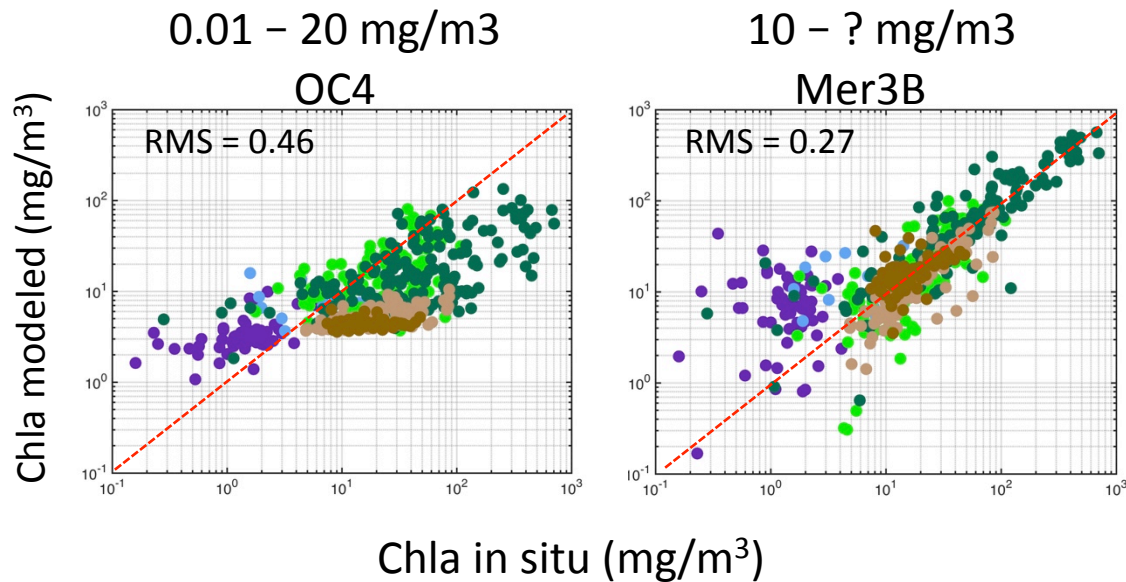 0.01 – 20 mg/m3
10 – ? mg/m3
OC4
Mer3B
RMS = 0.46
RMS = 0.27
Chla modeled (mg/m³)
10³
10²
10¹
10⁰
10⁻¹
10⁻¹ 10⁰ 10¹ 10² 10³
10³
10²
10¹
10⁰
10⁻¹
10⁻¹ 10⁰ 10¹ 10² 10³
Chla in situ (mg/m³)